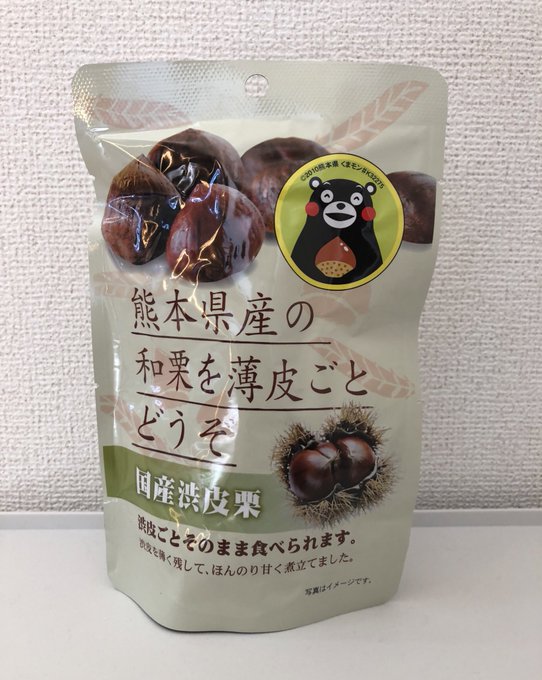 ©2010熊本県 くまモン#K32275
熊本県産の
和栗を薄皮ごと
どうぞ
国産渋皮栗
渋皮ごとそのまま食べられます。
渋皮を薄く残して、ほんのり甘く煮立てました。
写真はイメージです。